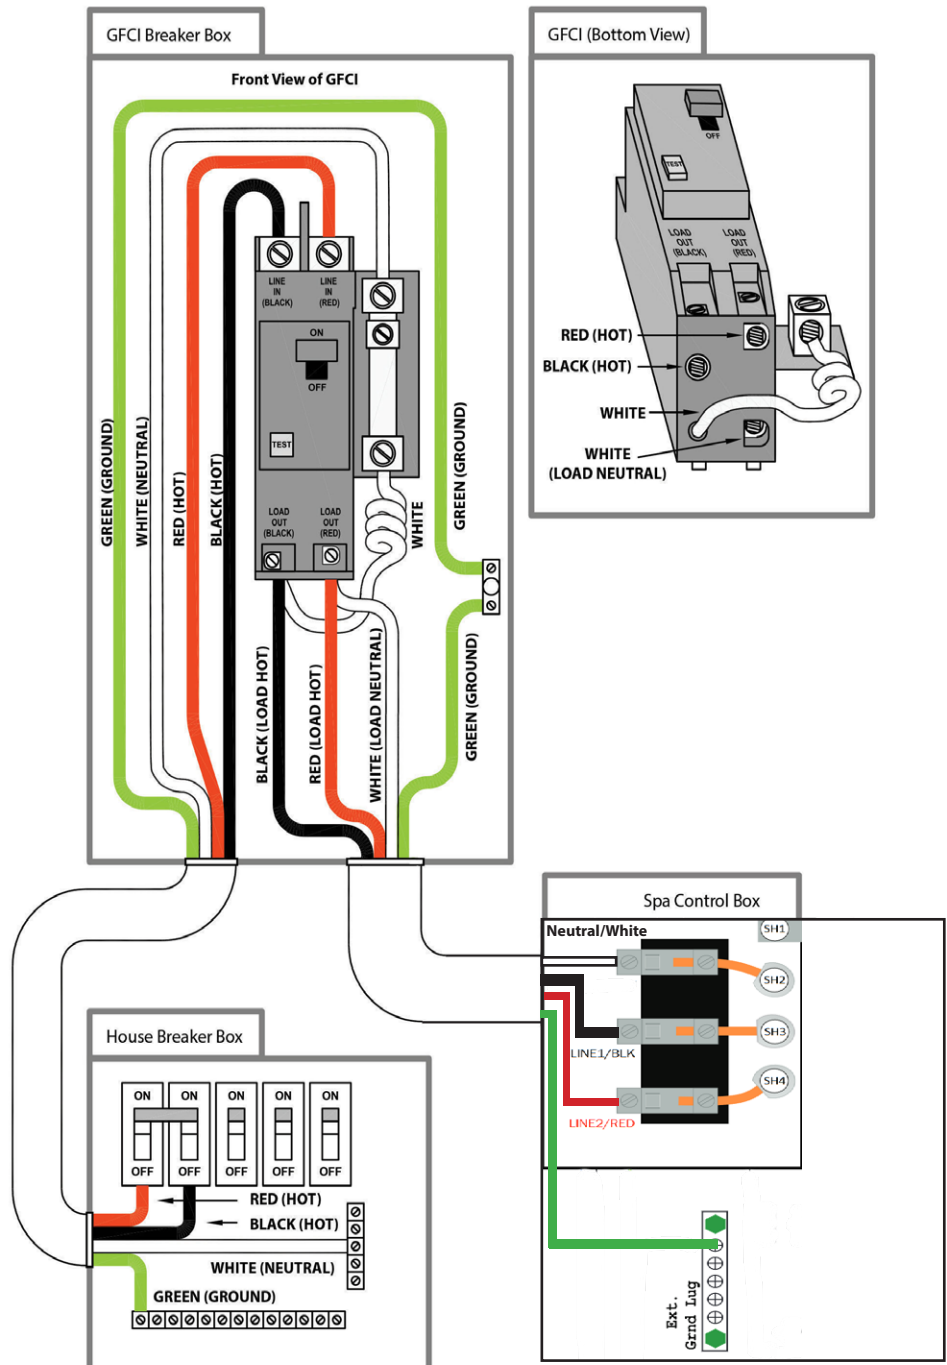 GFCI Breaker Box
Front View of GFCI
GREEN (GROUND)
WHITE (NEUTRAL)
RED (HOT)
BLACK (HOT)
LINE
IN
(BLACK)
LINE
IN
(RED)
ON
OFF
TEST
LOAD
OUT
(BLACK)
LOAD
OUT
(RED)
WHITE
GREEN (GROUND)
BLACK (LOAD HOT)
RED (LOAD HOT)
WHITE (LOAD NEUTRAL)
GREEN (GROUND)
GFCI (Bottom View)
OFF
TEST
LOAD
OUT
(BLACK)
LOAD
OUT
(RED)
RED (HOT)
BLACK (HOT)
WHITE
WHITE
(LOAD NEUTRAL)
House Breaker Box
ON
ON
ON
ON
ON
OFF
OFF
OFF
OFF
OFF
RED (HOT)
BLACK (HOT)
WHITE (NEUTRAL)
GREEN (GROUND)
Spa Control Box
Neutral/White
SH1
SH2
SH3
LINE1/BLK
SH4
LINE2/RED
Ext.
Grnd Lug